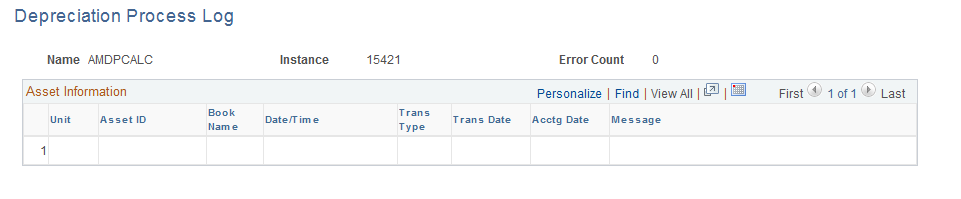 Depreciation Process Log
Name AMDPCALC Instance 15421 Error Count 0
Asset Information Personalize | Find | View All | | First 1 of 1 Last
Unit Asset ID Book Name Date/Time Trans Type Trans Date Acctg Date Message
1